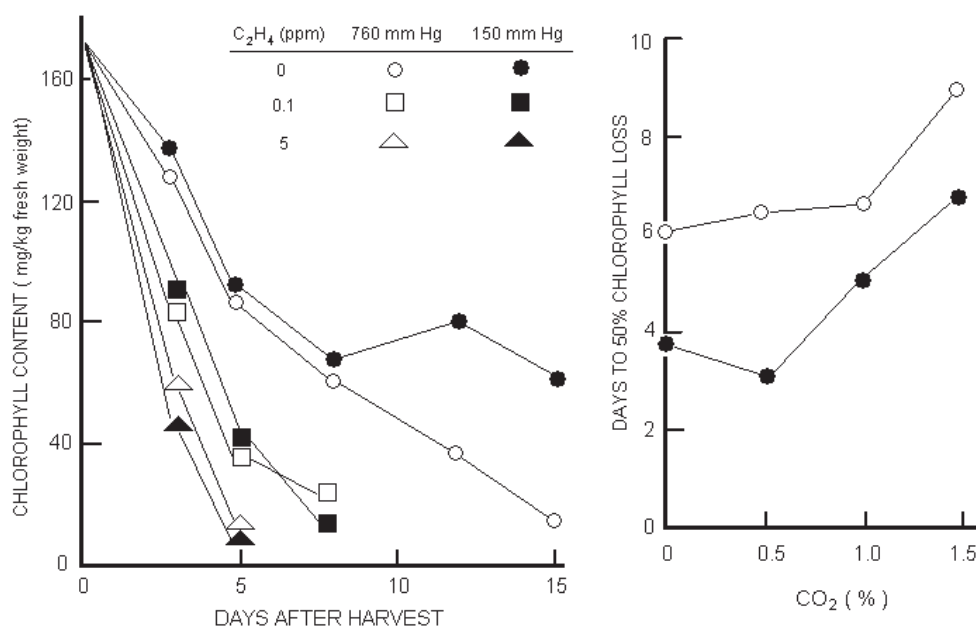 C₂H₄ (ppm) 760 mm Hg 150 mm Hg
0
0.1
5
CHLOROPHYLL CONTENT ( mg/kg fresh weight)
160
120
80
40
0
0 5 10 15
DAYS AFTER HARVEST
DAYS TO 50% CHLOROPHYLL LOSS
10
8
6
4
2
0
0 0.5 1.0 1.5
CO₂ ( % )